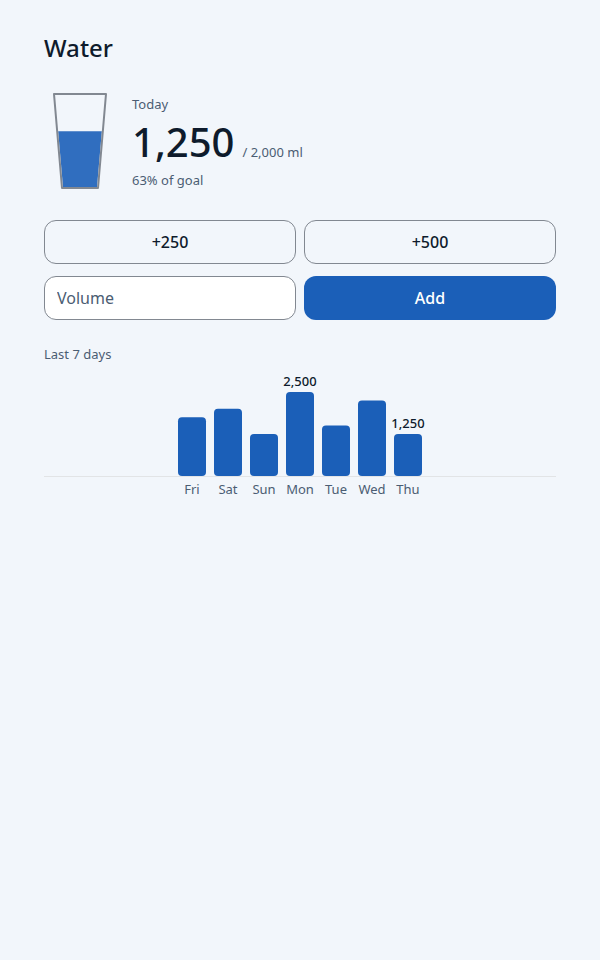 Water
Today
1,250 / 2,000 ml
63% of goal
+250 +500
Volume Add
Last 7 days
2,500
1,250
Fri Sat Sun Mon Tue Wed Thu